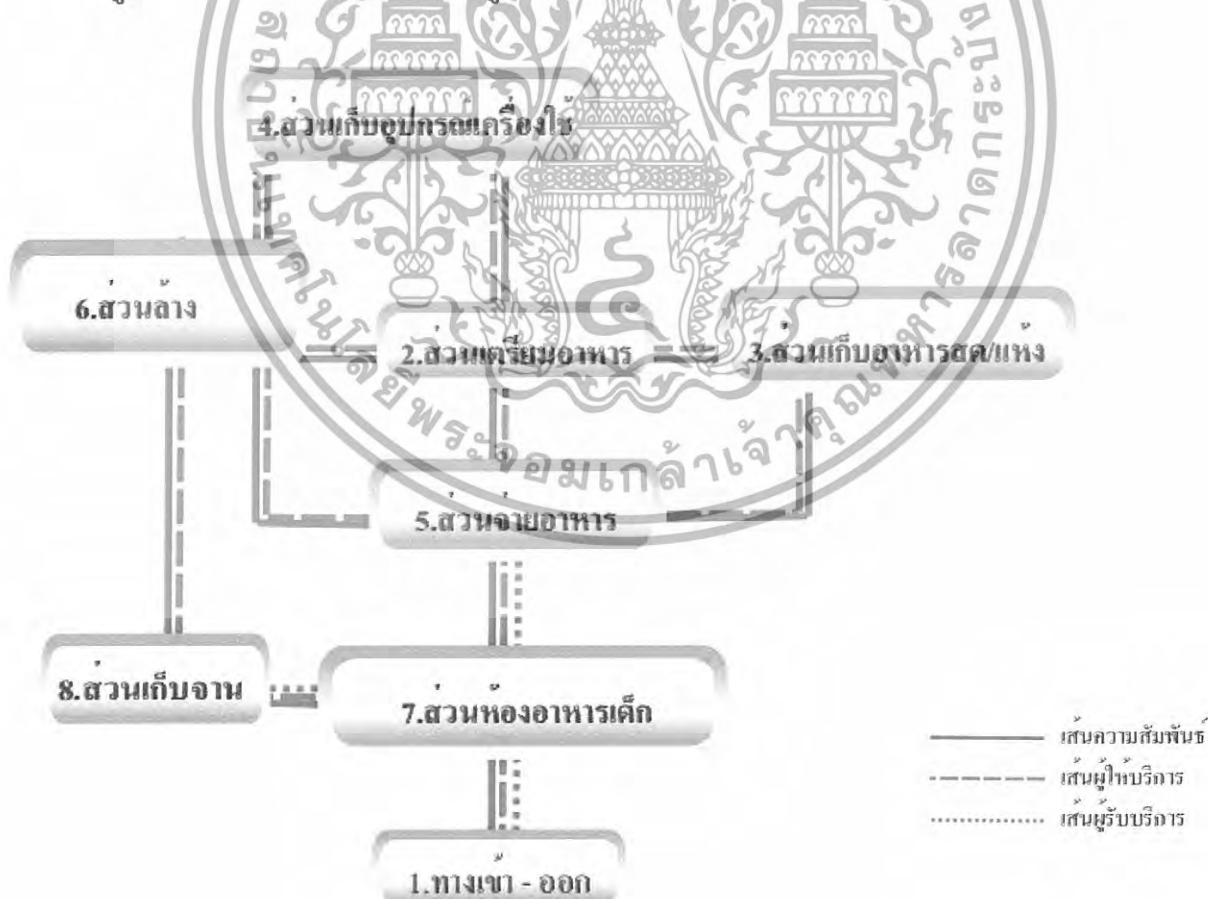 4.ส่วนเก็บอุปกรณ์เครื่องใช้
6.ส่วนล้าง
2.ส่วนเตรียมอาหาร
3.ส่วนเก็บอาหารสด/แห้ง
5.ส่วนจ่ายอาหาร
8.ส่วนเก็บจาน
7.ส่วนห้องอาหารเด็ก
1.ทางเข้า - ออก
เส้นความสัมพันธ์
เส้นผู้ให้บริการ
เส้นผู้รับบริการ